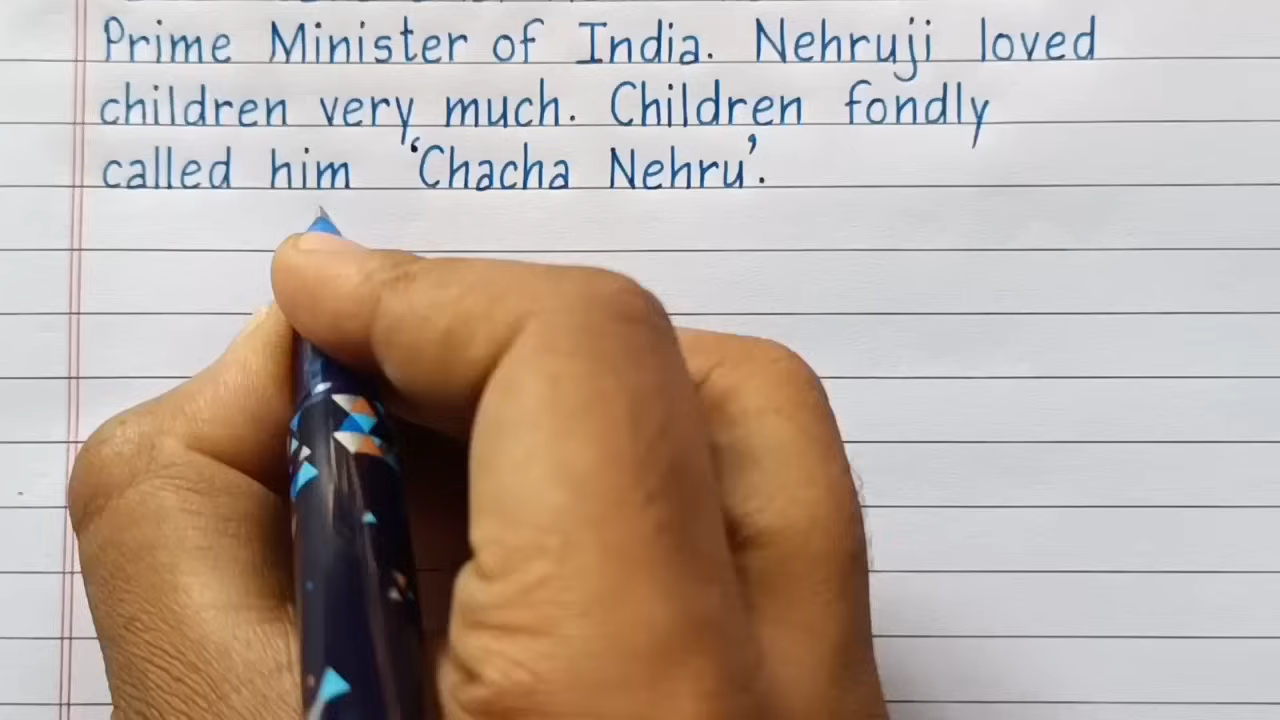 Prime Minister of India. Nehruji loved
children very much. Children fondly
called him ‘Chacha Nehru’.